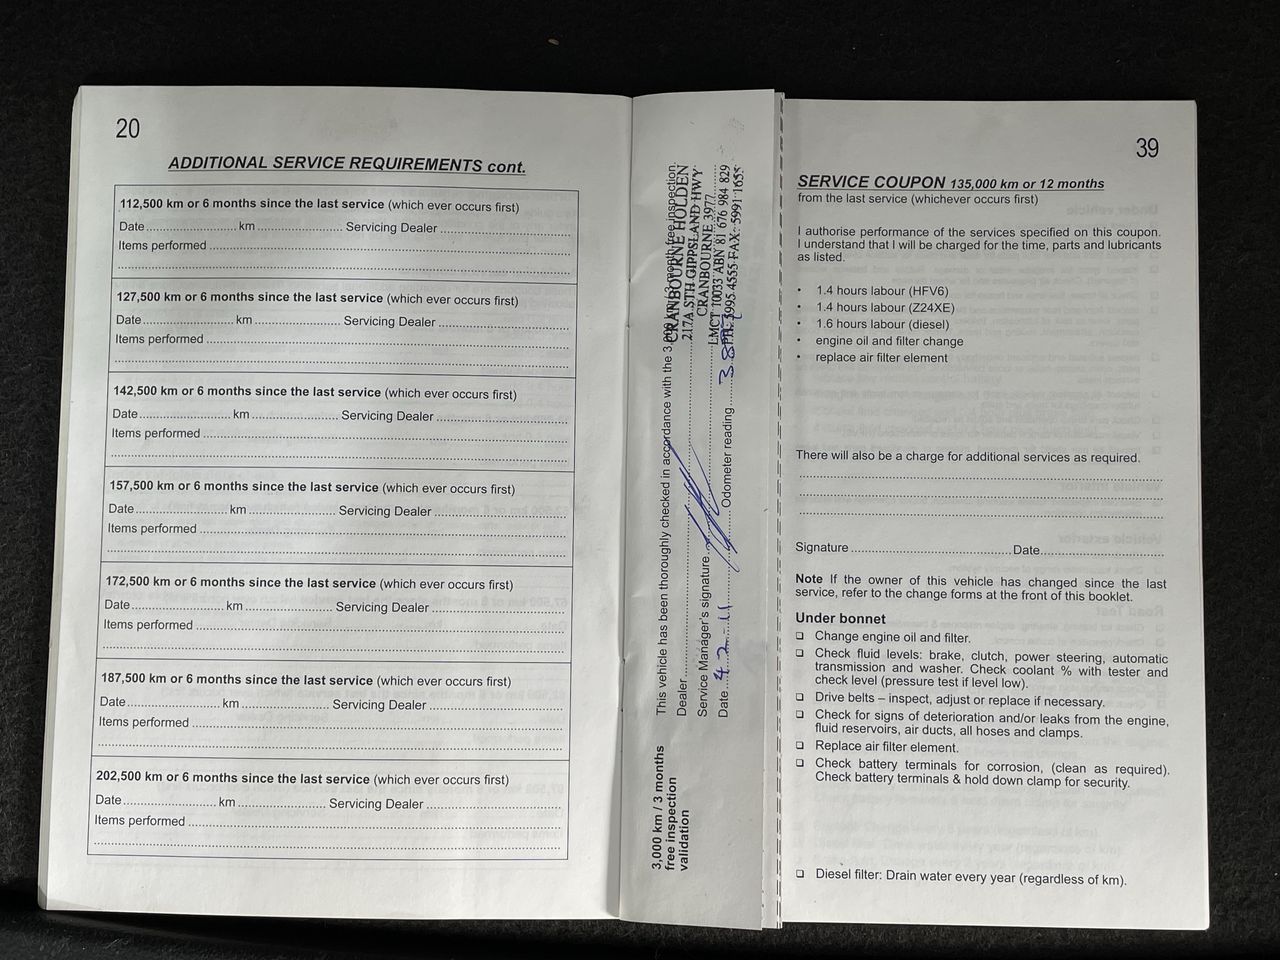 20
ADDITIONAL SERVICE REQUIREMENTS cont.
112,500 km or 6 months since the last service (which ever occurs first)
Date.................... km .................... Servicing Dealer ....................
Items performed ....................
127,500 km or 6 months since the last service (which ever occurs first)
Date.................... km .................... Servicing Dealer ....................
Items performed ....................
142,500 km or 6 months since the last service (which ever occurs first)
Date.................... km .................... Servicing Dealer ....................
Items performed ....................
157,500 km or 6 months since the last service (which ever occurs first)
Date.................... km .................... Servicing Dealer ....................
Items performed ....................
172,500 km or 6 months since the last service (which ever occurs first)
Date.................... km .................... Servicing Dealer ....................
Items performed ....................
187,500 km or 6 months since the last service (which ever occurs first)
Date.................... km .................... Servicing Dealer ....................
Items performed ....................
202,500 km or 6 months since the last service (which ever occurs first)
Date.................... km .................... Servicing Dealer ....................
Items performed ....................
3,000 km / 3 months
free inspection
validation
This vehicle has been thoroughly checked in accordance with the 3,000 km / 3 month free inspection.
Dealer....................
CRANBOURNE HOLDEN
217A STH GIPPSLAND HWY
CRANBOURNE 3977
LMCT 10033 ABN 81 676 984 829
PH: 5995 4555 FAX: 5991 1655
Service Manager's signature ....................
Date....4.2.11.... Odometer reading ....................
39
SERVICE COUPON 135,000 km or 12 months
from the last service (whichever occurs first)
I authorise performance of the services specified on this coupon.
I understand that I will be charged for the time, parts and lubricants
as listed.
• 1.4 hours labour (HFV6)
• 1.4 hours labour (Z24XE)
• 1.6 hours labour (diesel)
• engine oil and filter change
• replace air filter element
There will also be a charge for additional services as required.
Signature ....................Date....................
Note If the owner of this vehicle has changed since the last
service, refer to the change forms at the front of this booklet.
Under bonnet
❏ Change engine oil and filter.
❏ Check fluid levels: brake, clutch, power steering, automatic
transmission and washer. Check coolant % with tester and
check level (pressure test if level low).
❏ Drive belts – inspect, adjust or replace if necessary.
❏ Check for signs of deterioration and/or leaks from the engine,
fluid reservoirs, air ducts, all hoses and clamps.
❏ Replace air filter element.
❏ Check battery terminals for corrosion, (clean as required).
Check battery terminals & hold down clamp for security.
❏ Diesel filter: Drain water every year (regardless of km).